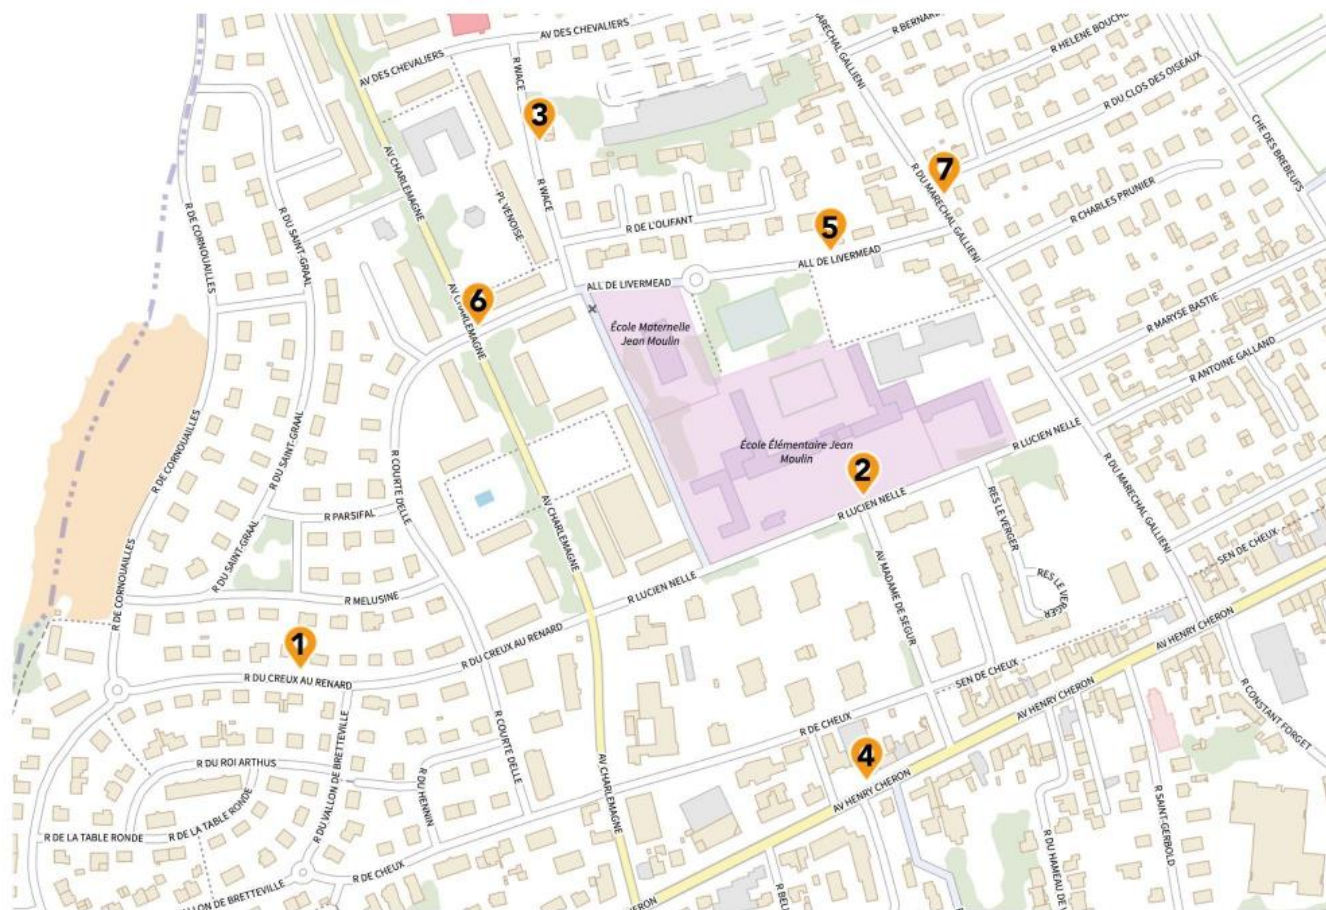 AV DES CHEVALIERS
R BERNARD
R HELENE BOUCH
MARECHAL GALLIENI
AV DES CHEVALIERS
R WACE
R DU CLOS DES OISEAUX
3
CHE DES BREBEUFS
R DE CORNOUAILLES
AV CHARLEMAGNE
R WACE
PL VENOISE
7
R DU MARECHAL GALLIENI
R CHARLES PRUNIER
R DU SAINT-GRAAL
R DE L'OLIFANT
5
ALL DE LIVERMEAD
ALL DE LIVERMEAD
6
AV CHARLEMAGNE
École Maternelle
Jean Moulin
R MARYSE BASTIE
R ANTOINE GALLAND
R DE CORNOUAILLES
R DU SAINT-GRAAL
R COURTE DELLE
École Élémentaire Jean
Moulin
R LUCIEN NELLE
2
R LUCIEN NELLE
R DU MARECHAL GALLIENI
R PARSIFAL
AV CHARLEMAGNE
RES LE VERGER
SEN DE CHEUX
R DU SAINT-GRAAL
R DE CORNOUAILLES
R MELUSINE
R LUCIEN NELLE
AV MADAME DE SEGUR
RES LE VERGER
AV HENRY CHERON
1
R DU CREUX AU RENARD
R DU CREUX AU RENARD
SEN DE CHEUX
AV HENRY CHERON
R CONSTANT FORGET
R DE CHEUX
R COURTE DELLE
4
AV HENRY CHERON
R DU ROI ARTHUS
R DU VALLON DE BRETTEVILLE
R DU HENNIN
AV CHARLEMAGNE
R SAINT-GERBOLD
R DE LA TABLE RONDE
R DE LA TABLE RONDE
R DE CHEUX
R DU HAMEAU DE
VALLON DE BRETTEVILLE
R BEU